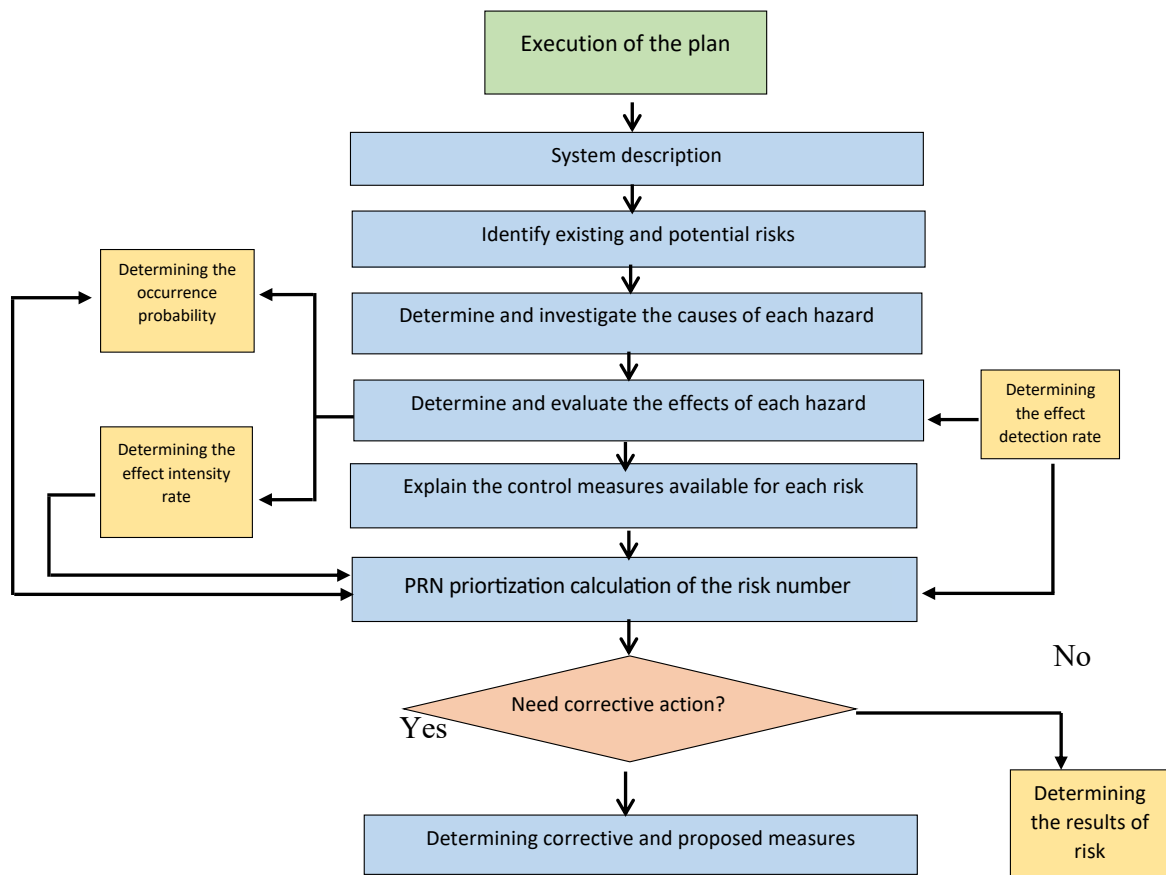 Execution of the plan
System description
Identify existing and potential risks
Determining the
occurrence
probability
Determine and investigate the causes of each hazard
Determine and evaluate the effects of each hazard
Determining
the effect
detection rate
Determining the
effect intensity
rate
Explain the control measures available for each risk
PRN priortization calculation of the risk number
No
Need corrective action?
Yes
Determining
the results of
risk
Determining corrective and proposed measures